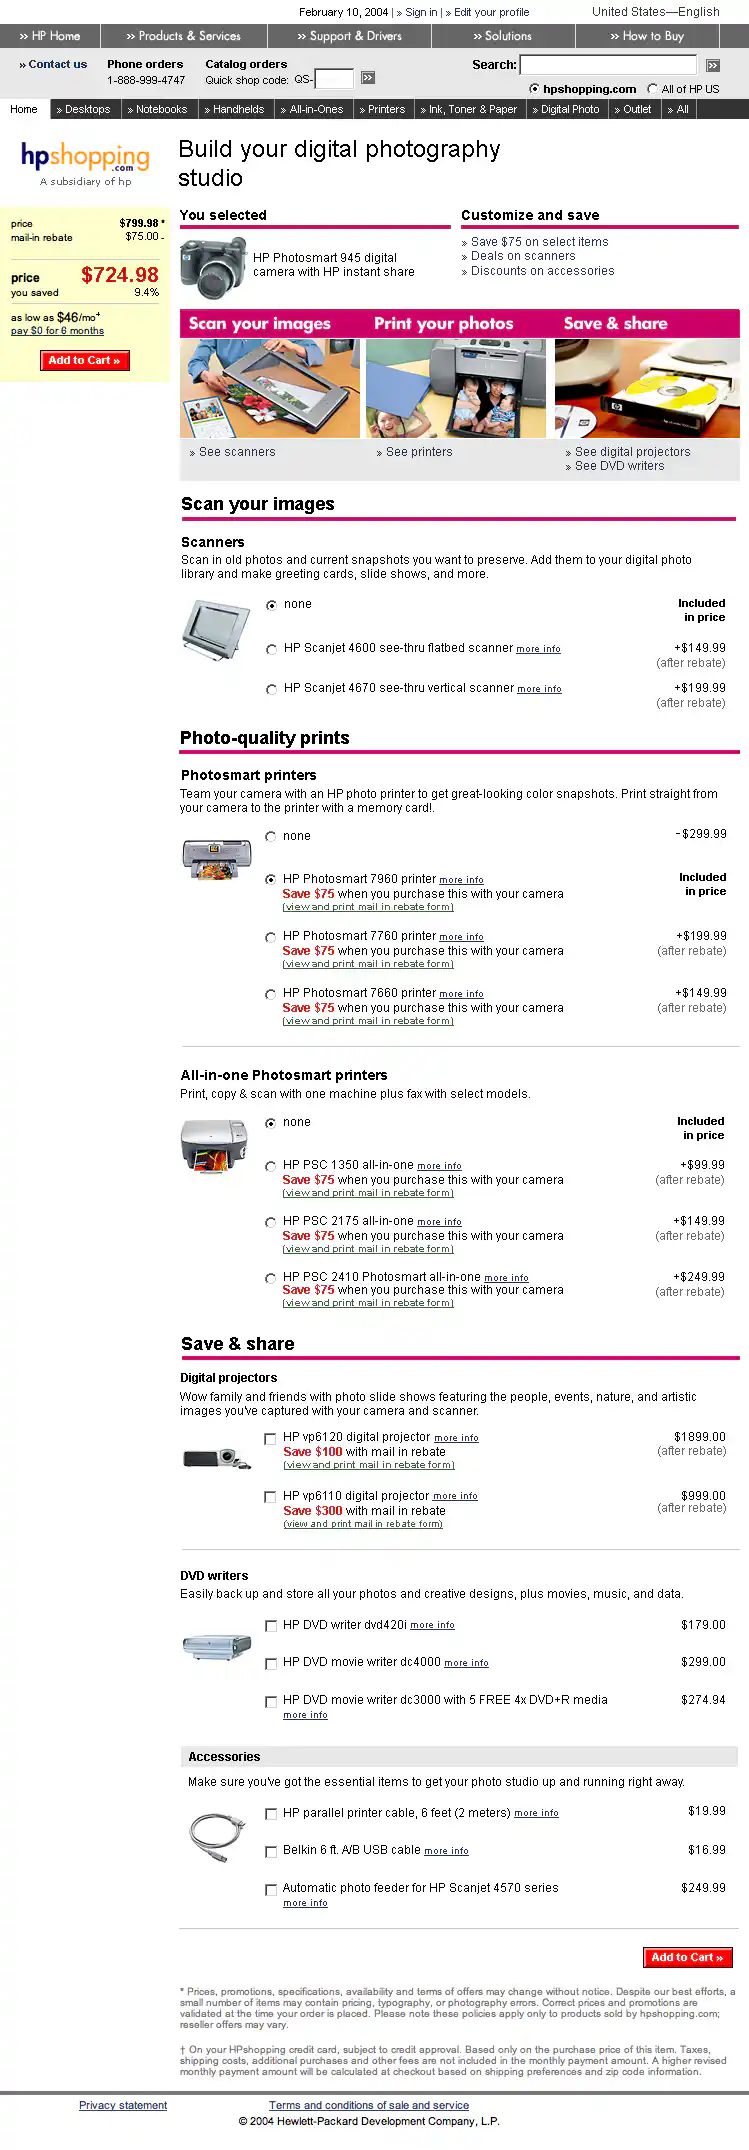 February 10, 2004 | » Sign in | » Edit your profile
United States—English
» HP Home
» Products & Services
» Support & Drivers
» Solutions
» How to Buy
» Contact us
Phone orders
1-888-999-4747
Catalog orders
Quick shop code: QS-
Search:
»
hpshopping.com
All of HP US
Home
» Desktops
» Notebooks
» Handhelds
» All-in-Ones
» Printers
» Ink, Toner & Paper
» Digital Photo
» Outlet
» All
hpshopping
.com
A subsidiary of hp
Build your digital photography
studio
price $799.98 *
mail-in rebate $75.00 -
price $724.98
you saved 9.4%
as low as $46/mo+
pay $0 for 6 months
Add to Cart »
You selected
HP Photosmart 945 digital
camera with HP instant share
Customize and save
» Save $75 on select items
» Deals on scanners
» Discounts on accessories
Scan your images
Print your photos
Save & share
» See scanners
» See printers
» See digital projectors
» See DVD writers
Scan your images
Scanners
Scan in old photos and current snapshots you want to preserve. Add them to your digital photo
library and make greeting cards, slide shows, and more.
none Included
in price
HP Scanjet 4600 see-thru flatbed scanner more info +$149.99
(after rebate)
HP Scanjet 4670 see-thru vertical scanner more info +$199.99
(after rebate)
Photo-quality prints
Photosmart printers
Team your camera with an HP photo printer to get great-looking color snapshots. Print straight from
your camera to the printer with a memory card!.
none -$299.99
HP Photosmart 7960 printer more info Included
Save $75 when you purchase this with your camera in price
(view and print mail in rebate form)
HP Photosmart 7760 printer more info +$199.99
Save $75 when you purchase this with your camera (after rebate)
(view and print mail in rebate form)
HP Photosmart 7660 printer more info +$149.99
Save $75 when you purchase this with your camera (after rebate)
(view and print mail in rebate form)
All-in-one Photosmart printers
Print, copy & scan with one machine plus fax with select models.
none Included
in price
HP PSC 1350 all-in-one more info +$99.99
Save $75 when you purchase this with your camera (after rebate)
(view and print mail in rebate form)
HP PSC 2175 all-in-one more info +$149.99
Save $75 when you purchase this with your camera (after rebate)
(view and print mail in rebate form)
HP PSC 2410 Photosmart all-in-one more info +$249.99
Save $75 when you purchase this with your camera (after rebate)
(view and print mail in rebate form)
Save & share
Digital projectors
Wow family and friends with photo slide shows featuring the people, events, nature, and artistic
images you've captured with your camera and scanner.
HP vp6120 digital projector more info $1899.00
Save $100 with mail in rebate (after rebate)
(view and print mail in rebate form)
HP vp6110 digital projector more info $999.00
Save $300 with mail in rebate (after rebate)
(view and print mail in rebate form)
DVD writers
Easily back up and store all your photos and creative designs, plus movies, music, and data.
HP DVD writer dvd420i more info $179.00
HP DVD movie writer dc4000 more info $299.00
HP DVD movie writer dc3000 with 5 FREE 4x DVD+R media $274.94
more info
Accessories
Make sure you've got the essential items to get your photo studio up and running right away.
HP parallel printer cable, 6 feet (2 meters) more info $19.99
Belkin 6 ft. A/B USB cable more info $16.99
Automatic photo feeder for HP Scanjet 4570 series $249.99
more info
Add to Cart »
* Prices, promotions, specifications, availability and terms of offers may change without notice. Despite our best efforts, a
small number of items may contain pricing, typography, or photography errors. Correct prices and promotions are
validated at the time your order is placed. Please note these policies apply only to products sold by hpshopping.com;
reseller offers may vary.
† On your HPshopping credit card, subject to credit approval. Based only on the purchase price of this item. Taxes,
shipping costs, additional purchases and other fees are not included in the monthly payment amount. A higher revised
monthly payment amount will be calculated at checkout based on shipping preferences and zip code information.
Privacy statement
Terms and conditions of sale and service
© 2004 Hewlett-Packard Development Company, L.P.